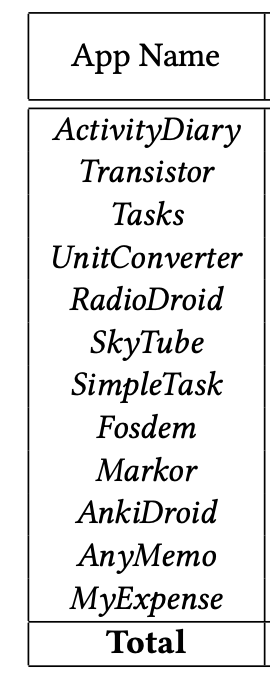 App Name
ActivityDiary
Transistor
Tasks
UnitConverter
RadioDroid
SkyTube
SimpleTask
Fosdem
Markor
AnkiDroid
AnyMemo
MyExpense
Total